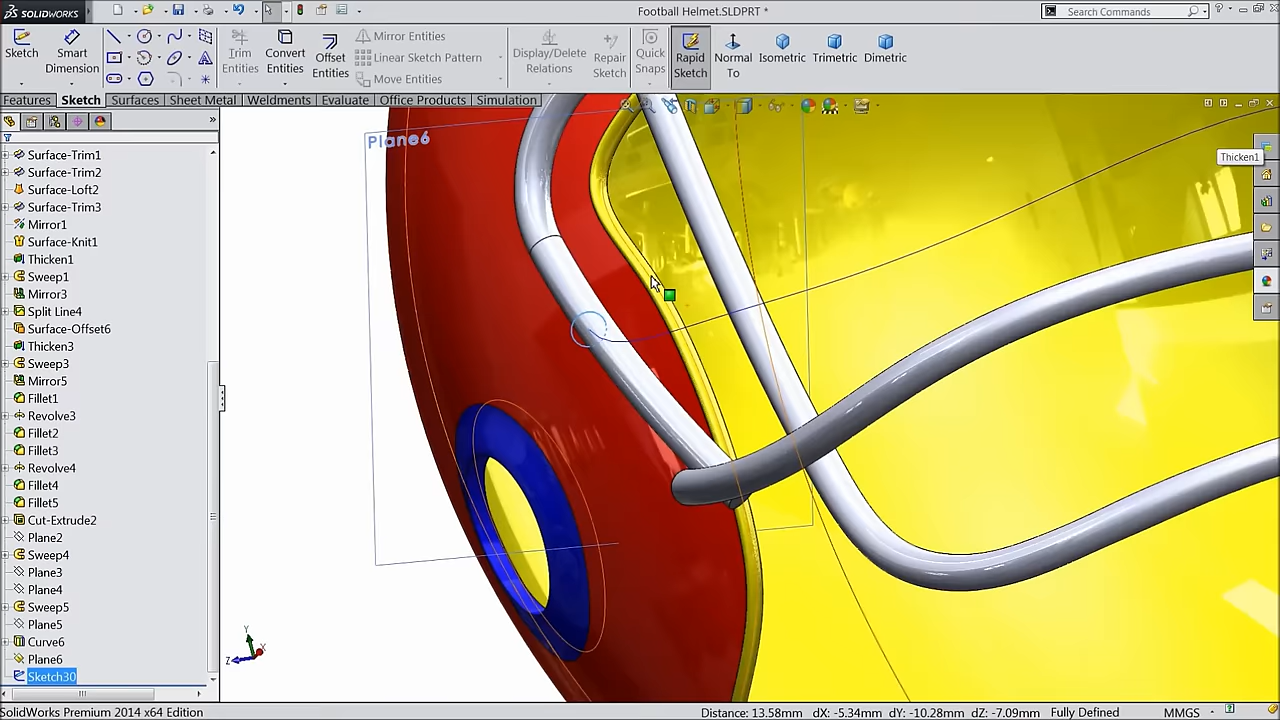 SOLIDWORKS
Football Helmet.SLDPRT *
Search Commands
?
Sketch
Smart Dimension
Trim Entities
Convert Entities
Offset Entities
Mirror Entities
Linear Sketch Pattern
Move Entities
Display/Delete Relations
Repair Sketch
Quick Snaps
Rapid Sketch
Normal To
Isometric
Trimetric
Dimetric
Features
Sketch
Surfaces
Sheet Metal
Weldments
Evaluate
Office Products
Simulation
»
Plane6
Thicken1
Surface-Trim1
Surface-Trim2
Surface-Loft2
Surface-Trim3
Mirror1
Surface-Knit1
Thicken1
Sweep1
Mirror3
Split Line4
Surface-Offset6
Thicken3
Sweep3
Mirror5
Fillet1
Revolve3
Fillet2
Fillet3
Revolve4
Fillet4
Fillet5
Cut-Extrude2
Plane2
Sweep4
Plane3
Plane4
Sweep5
Plane5
Curve6
Plane6
Sketch30
Y
Z
X
SolidWorks Premium 2014 x64 Edition
Distance: 13.58mm dX: -5.34mm dY: -10.28mm dZ: -7.09mm Fully Defined
MMGS